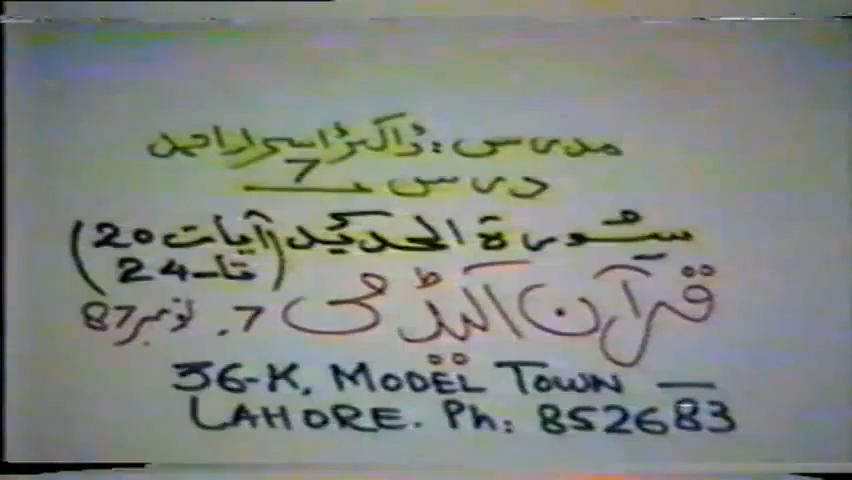 مدرس: ڈاکٹر اسرار احمد
درس 7
سُورة الحدید (آیات 20
تا 24)
قرآن اکیڈمی 7. نومبر 87
36-K, MODEL TOWN —
LAHORE. Ph: 852683